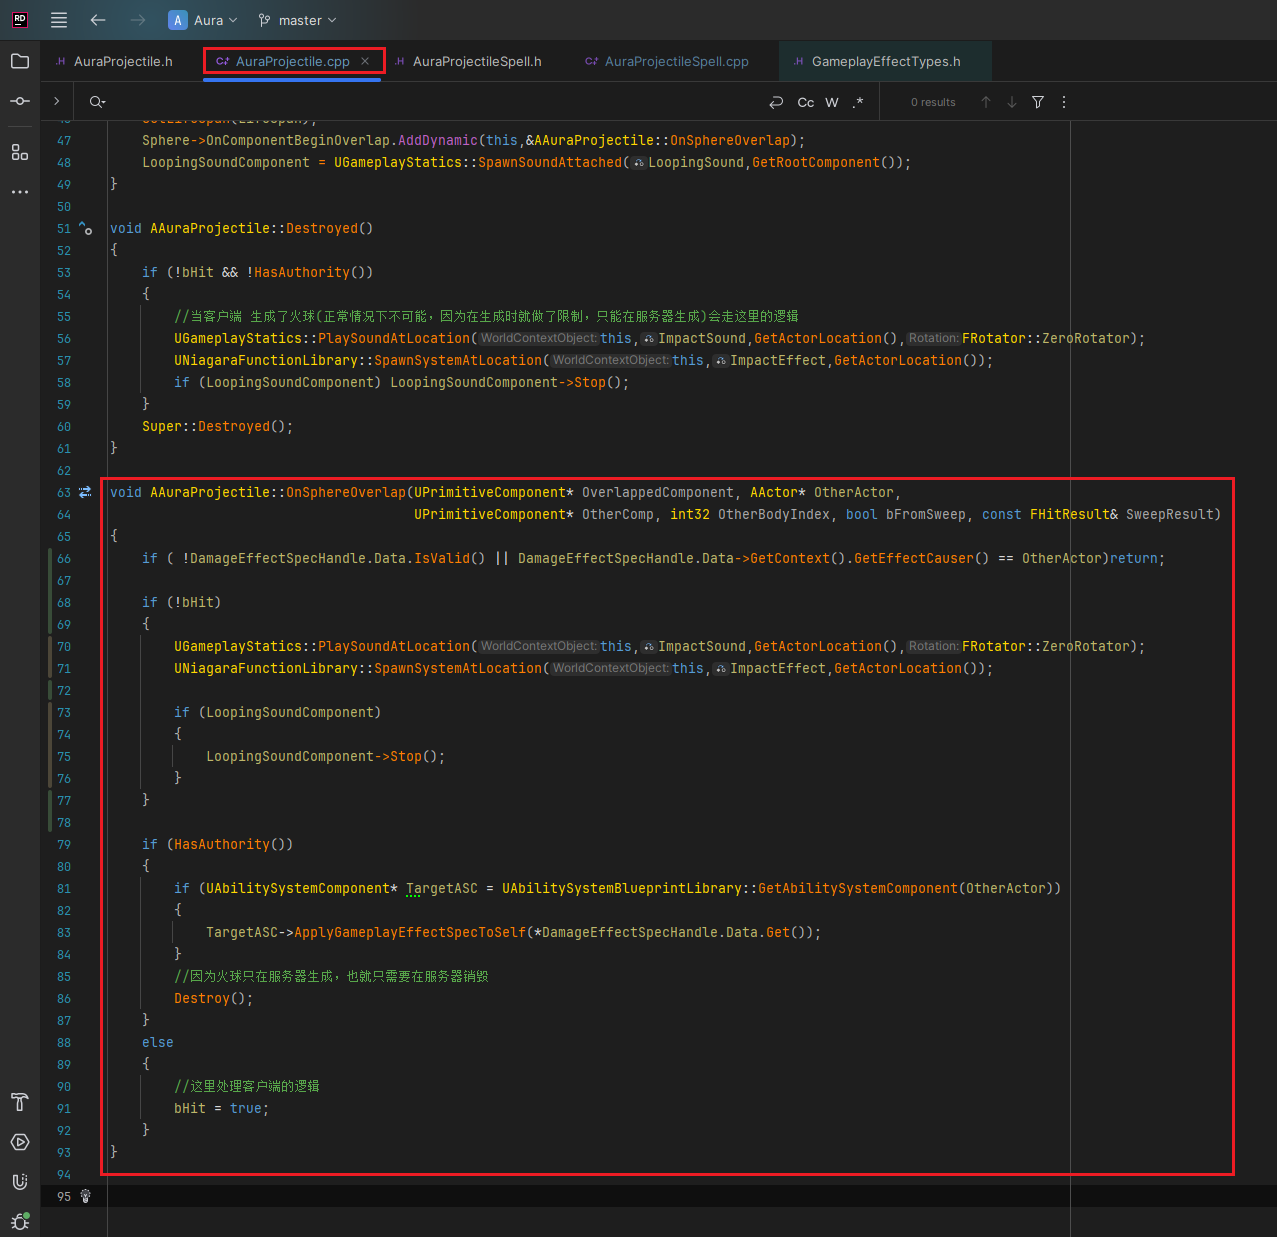 RD
A Aura master
.H AuraProjectile.h C+ AuraProjectile.cpp × .H AuraProjectileSpell.h C+ AuraProjectileSpell.cpp .H GameplayEffectTypes.h
Cc W .* 0 results
47 Sphere->OnComponentBeginOverlap.AddDynamic(this,&AAuraProjectile::OnSphereOverlap);
48 LoopingSoundComponent = UGameplayStatics::SpawnSoundAttached(LoopingSound,GetRootComponent());
49 }
50
51 void AAuraProjectile::Destroyed()
52 {
53 if (!bHit && !HasAuthority())
54 {
55 //当客户端 生成了火球(正常情况下不可能，因为在生成时就做了限制，只能在服务器生成)会走这里的逻辑
56 UGameplayStatics::PlaySoundAtLocation(WorldContextObject:this,ImpactSound,GetActorLocation(),Rotation:FRotator::ZeroRotator);
57 UNiagaraFunctionLibrary::SpawnSystemAtLocation(WorldContextObject:this,ImpactEffect,GetActorLocation());
58 if (LoopingSoundComponent) LoopingSoundComponent->Stop();
59 }
60 Super::Destroyed();
61 }
62
63 void AAuraProjectile::OnSphereOverlap(UPrimitiveComponent* OverlappedComponent, AActor* OtherActor,
64 UPrimitiveComponent* OtherComp, int32 OtherBodyIndex, bool bFromSweep, const FHitResult& SweepResult)
65 {
66 if ( !DamageEffectSpecHandle.Data.IsValid() || DamageEffectSpecHandle.Data->GetContext().GetEffectCauser() == OtherActor)return;
67
68 if (!bHit)
69 {
70 UGameplayStatics::PlaySoundAtLocation(WorldContextObject:this,ImpactSound,GetActorLocation(),Rotation:FRotator::ZeroRotator);
71 UNiagaraFunctionLibrary::SpawnSystemAtLocation(WorldContextObject:this,ImpactEffect,GetActorLocation());
72
73 if (LoopingSoundComponent)
74 {
75 LoopingSoundComponent->Stop();
76 }
77 }
78
79 if (HasAuthority())
80 {
81 if (UAbilitySystemComponent* TargetASC = UAbilitySystemBlueprintLibrary::GetAbilitySystemComponent(OtherActor))
82 {
83 TargetASC->ApplyGameplayEffectSpecToSelf(*DamageEffectSpecHandle.Data.Get());
84 }
85 //因为火球只在服务器生成，也就只需要在服务器销毁
86 Destroy();
87 }
88 else
89 {
90 //这里处理客户端的逻辑
91 bHit = true;
92 }
93 }
94
95